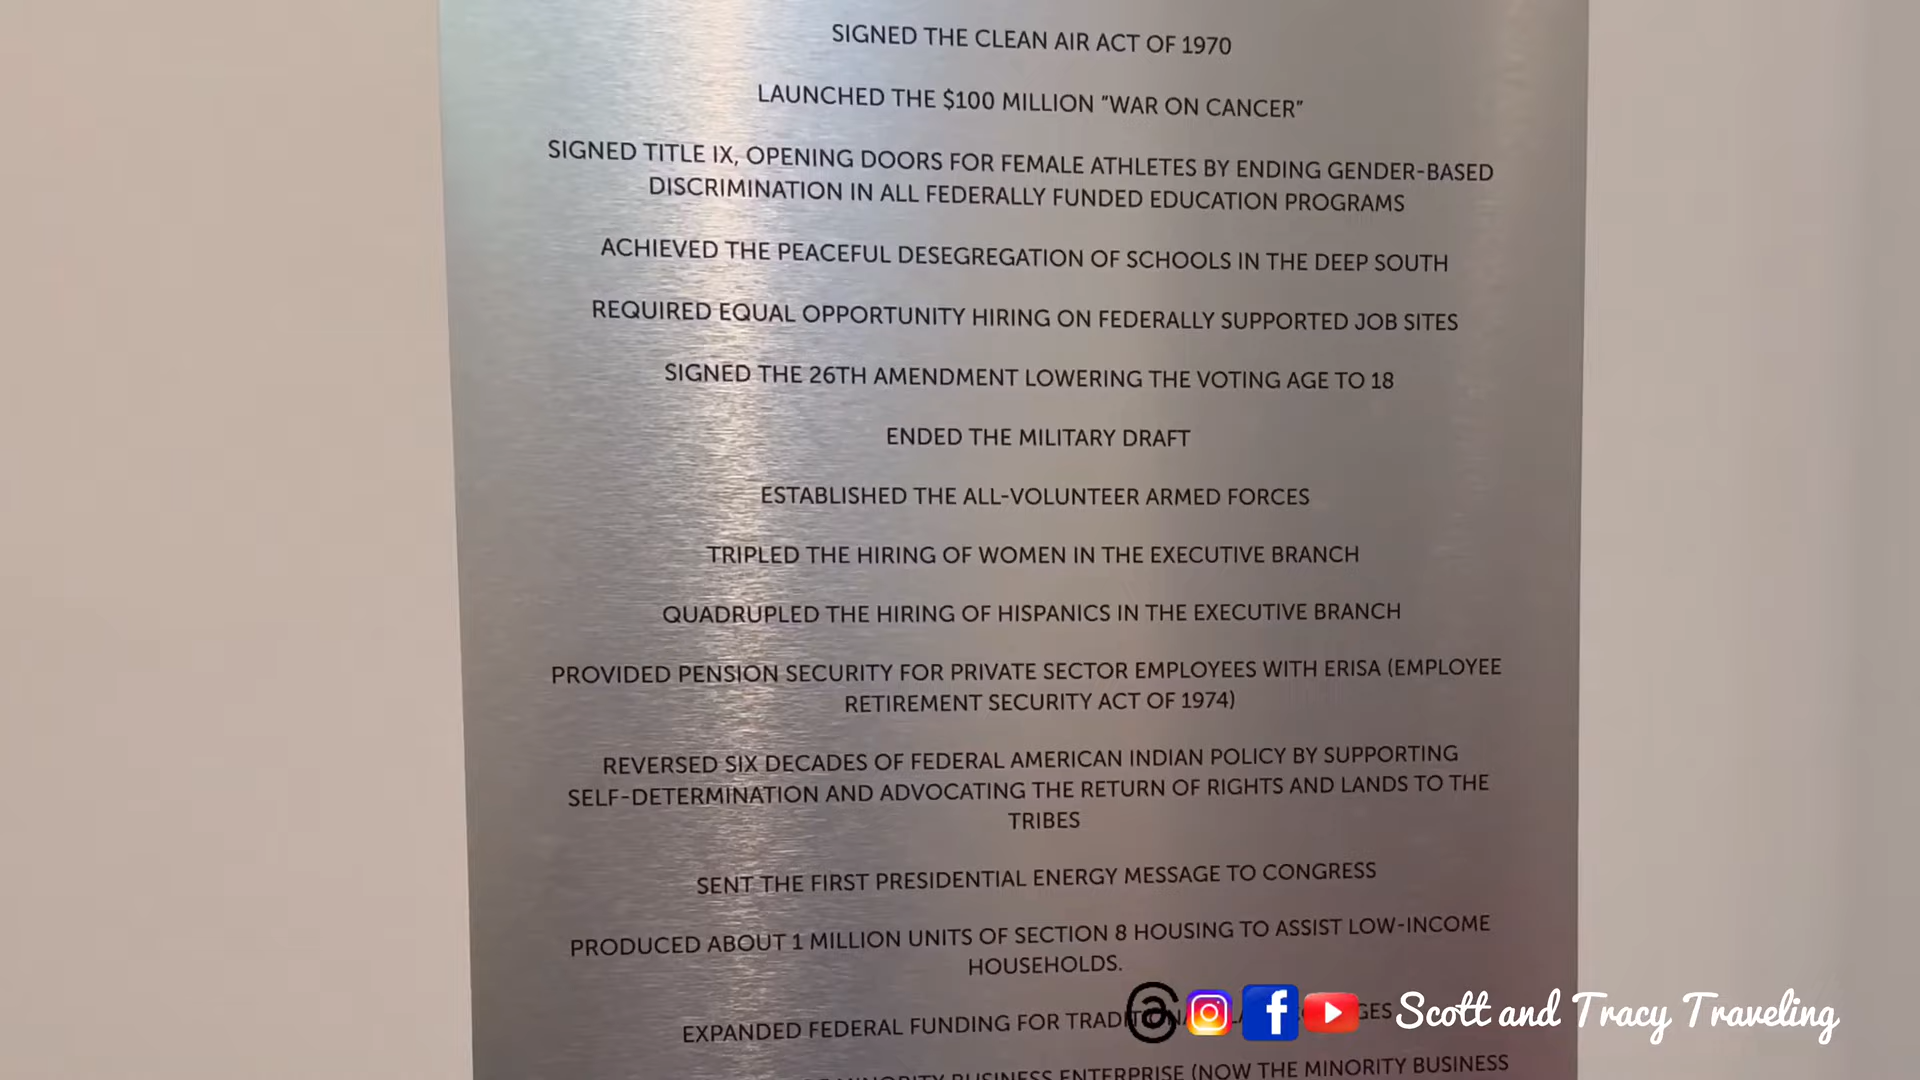 SIGNED THE CLEAN AIR ACT OF 1970
LAUNCHED THE $100 MILLION "WAR ON CANCER"
SIGNED TITLE IX, OPENING DOORS FOR FEMALE ATHLETES BY ENDING GENDER-BASED
DISCRIMINATION IN ALL FEDERALLY FUNDED EDUCATION PROGRAMS
ACHIEVED THE PEACEFUL DESEGREGATION OF SCHOOLS IN THE DEEP SOUTH
REQUIRED EQUAL OPPORTUNITY HIRING ON FEDERALLY SUPPORTED JOB SITES
SIGNED THE 26TH AMENDMENT LOWERING THE VOTING AGE TO 18
ENDED THE MILITARY DRAFT
ESTABLISHED THE ALL-VOLUNTEER ARMED FORCES
TRIPLED THE HIRING OF WOMEN IN THE EXECUTIVE BRANCH
QUADRUPLED THE HIRING OF HISPANICS IN THE EXECUTIVE BRANCH
PROVIDED PENSION SECURITY FOR PRIVATE SECTOR EMPLOYEES WITH ERISA (EMPLOYEE
RETIREMENT SECURITY ACT OF 1974)
REVERSED SIX DECADES OF FEDERAL AMERICAN INDIAN POLICY BY SUPPORTING
SELF-DETERMINATION AND ADVOCATING THE RETURN OF RIGHTS AND LANDS TO THE
TRIBES
SENT THE FIRST PRESIDENTIAL ENERGY MESSAGE TO CONGRESS
PRODUCED ABOUT 1 MILLION UNITS OF SECTION 8 HOUSING TO ASSIST LOW-INCOME
HOUSEHOLDS.
EXPANDED FEDERAL FUNDING FOR
Scott and Tracy Traveling
MINORITY BUSINESS ENTERPRISE (NOW THE MINORITY BUSINESS